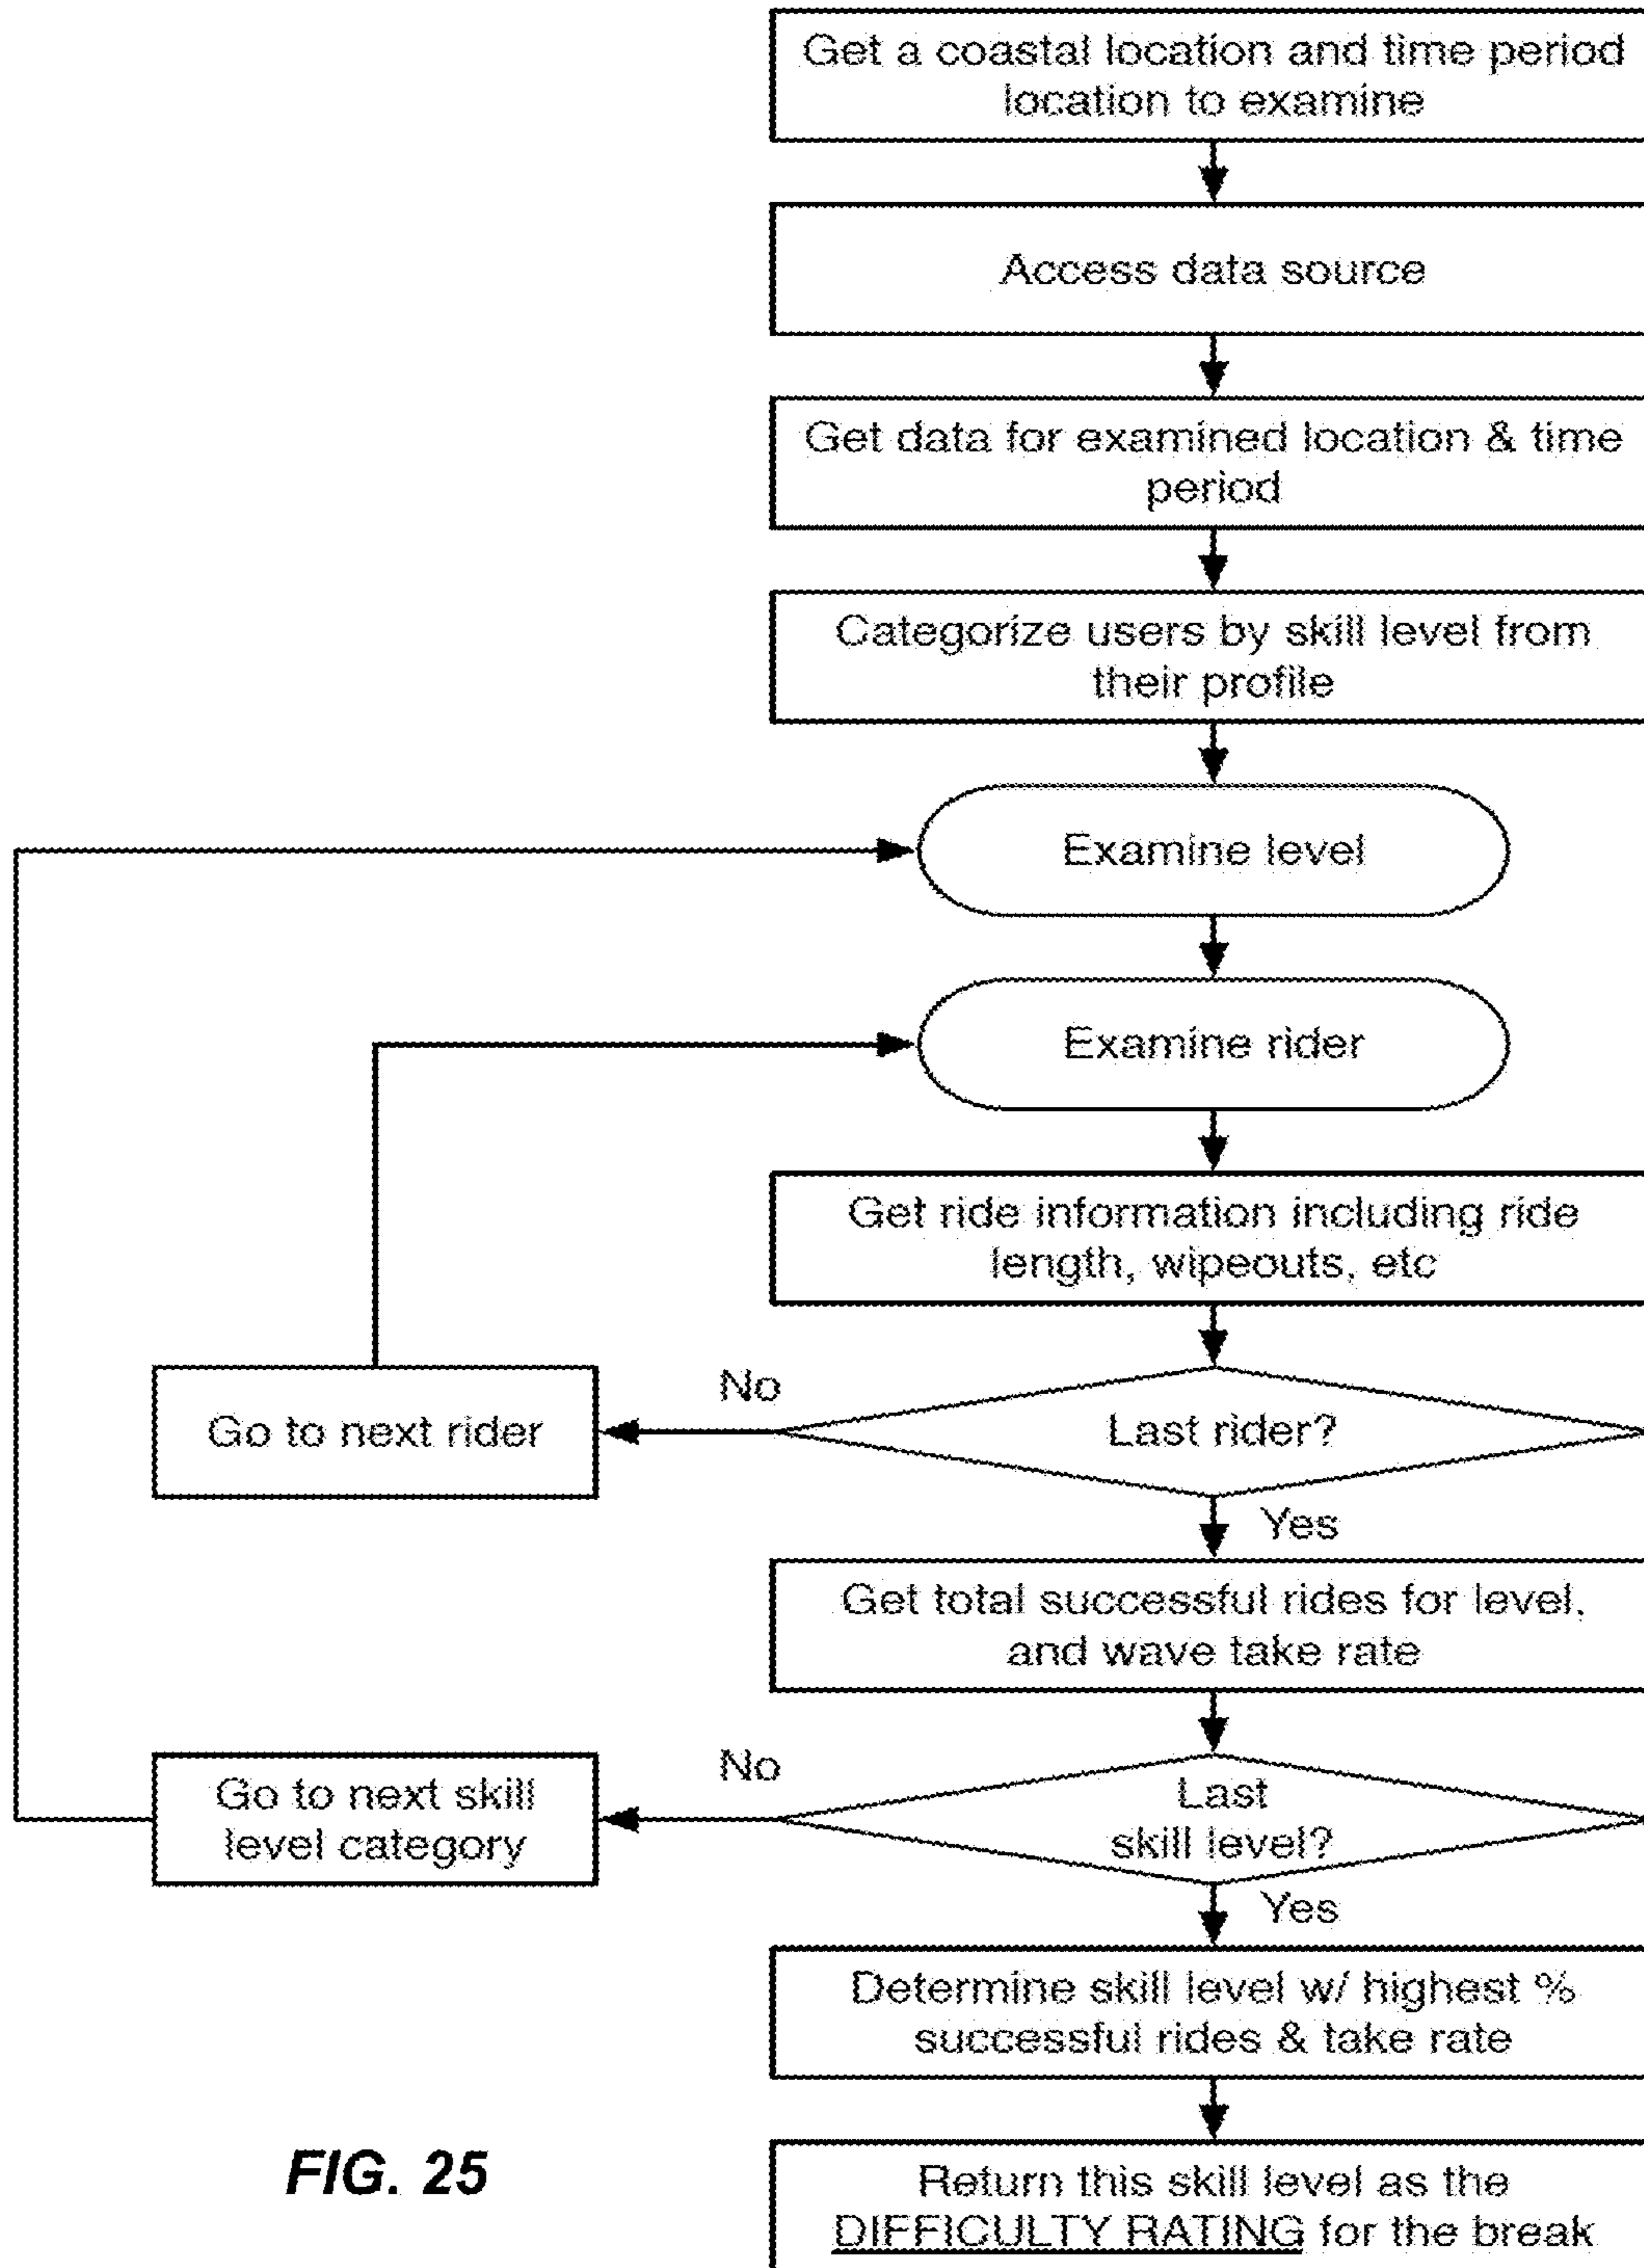 Get a coastal location and time period
location to examine
Access data source
Get data for examined location & time
period
Categorize users by skill level from
their profile
Examine level
Examine rider
Get ride information including ride
length, wipeouts, etc
No
Go to next rider
Last rider?
Yes
Get total successful rides for level,
and wave take rate
No
Go to next skill
level category
Last
skill level?
Yes
Determine skill level w/ highest %
successful rides & take rate
FIG. 25
Return this skill level as the
DIFFICULTY RATING for the break